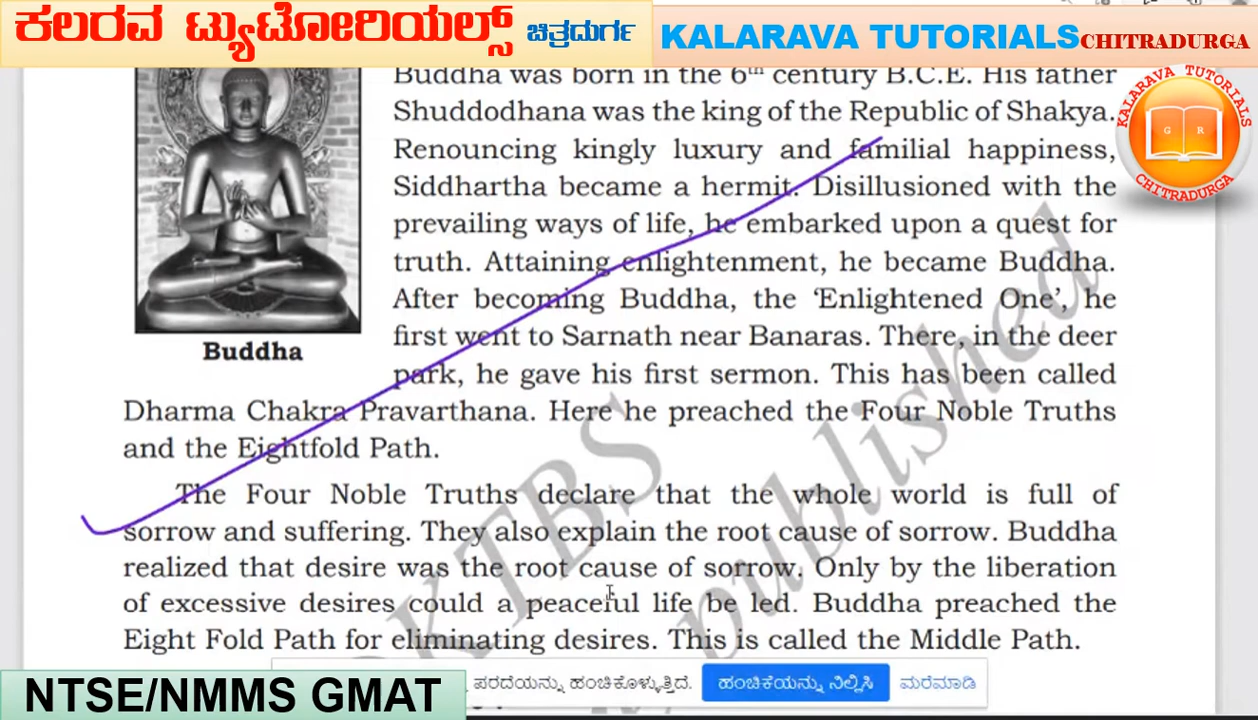 ಕಲರವ ಟ್ಯುಟೋರಿಯಲ್ಸ್ ಚಿತ್ರದುರ್ಗ
KALARAVA TUTORIALS CHITRADURGA
KALARAVA TUTORIALS
G R
CHITRADURGA
Buddha was born in the 6th century B.C.E. His father
Shuddodhana was the king of the Republic of Shakya.
Renouncing kingly luxury and familial happiness,
Siddhartha became a hermit. Disillusioned with the
prevailing ways of life, he embarked upon a quest for
truth. Attaining enlightenment, he became Buddha.
After becoming Buddha, the ‘Enlightened One’, he
first went to Sarnath near Banaras. There, in the deer
park, he gave his first sermon. This has been called
Buddha
Dharma Chakra Pravarthana. Here he preached the Four Noble Truths
and the Eightfold Path.
The Four Noble Truths declare that the whole world is full of
sorrow and suffering. They also explain the root cause of sorrow. Buddha
realized that desire was the root cause of sorrow. Only by the liberation
of excessive desires could a peaceful life be led. Buddha preached the
Eight Fold Path for eliminating desires. This is called the Middle Path.
KTBS
published
ಪರದೆಯನ್ನು ಹಂಚಿಕೊಳ್ಳುತ್ತಿದೆ. ಹಂಚಿಕೆಯನ್ನು ನಿಲ್ಲಿಸಿ ಮರೆಮಾಡಿ
NTSE/NMMS GMAT